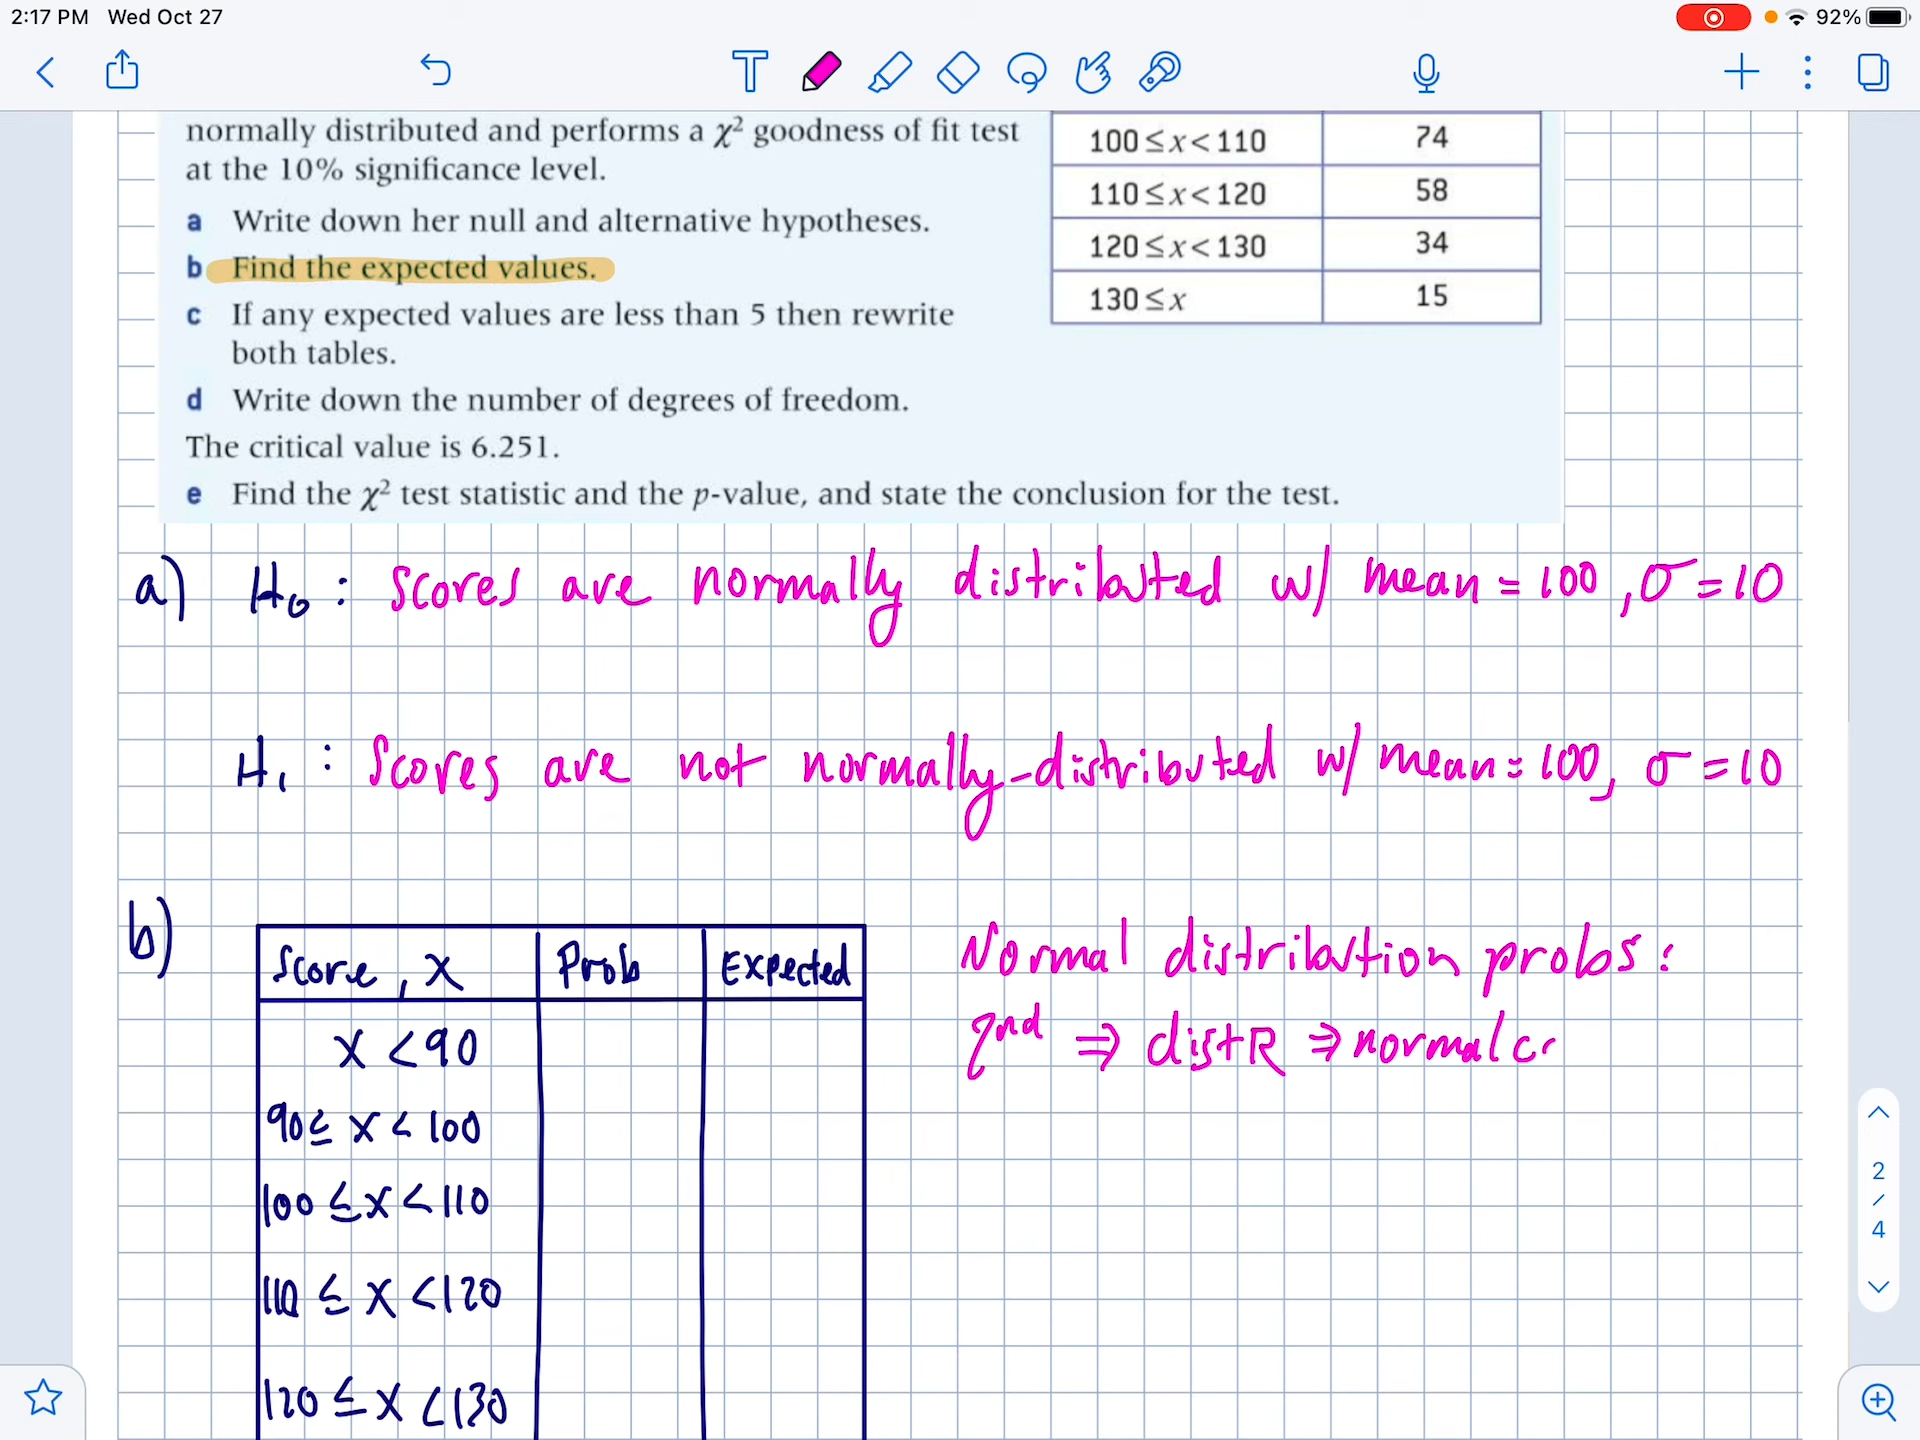 2:17 PM Wed Oct 27
92%
normally distributed and performs a χ² goodness of fit test
at the 10% significance level.
a Write down her null and alternative hypotheses.
b Find the expected values.
c If any expected values are less than 5 then rewrite
both tables.
d Write down the number of degrees of freedom.
The critical value is 6.251.
e Find the χ² test statistic and the p-value, and state the conclusion for the test.
100≤x<110 74
110≤x<120 58
120≤x<130 34
130≤x 15
a) H₀ : Scores are normally distributed w/ mean = 100, σ = 10
H₁ : Scores are not normally-distributed w/ mean = 100, σ = 10
b)
Score, x Prob Expected
x < 90
90 ≤ x < 100
100 ≤ x < 110
110 ≤ x < 120
120 ≤ x < 130
Normal distribution probs:
2nd ⇒ distR ⇒ normalc
2
/
4